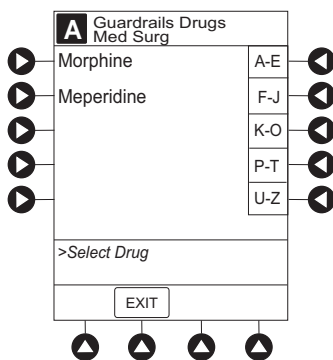 A Guardrails Drugs
Med Surg
Morphine A-E
Meperidine F-J
K-O
P-T
U-Z
>Select Drug
EXIT